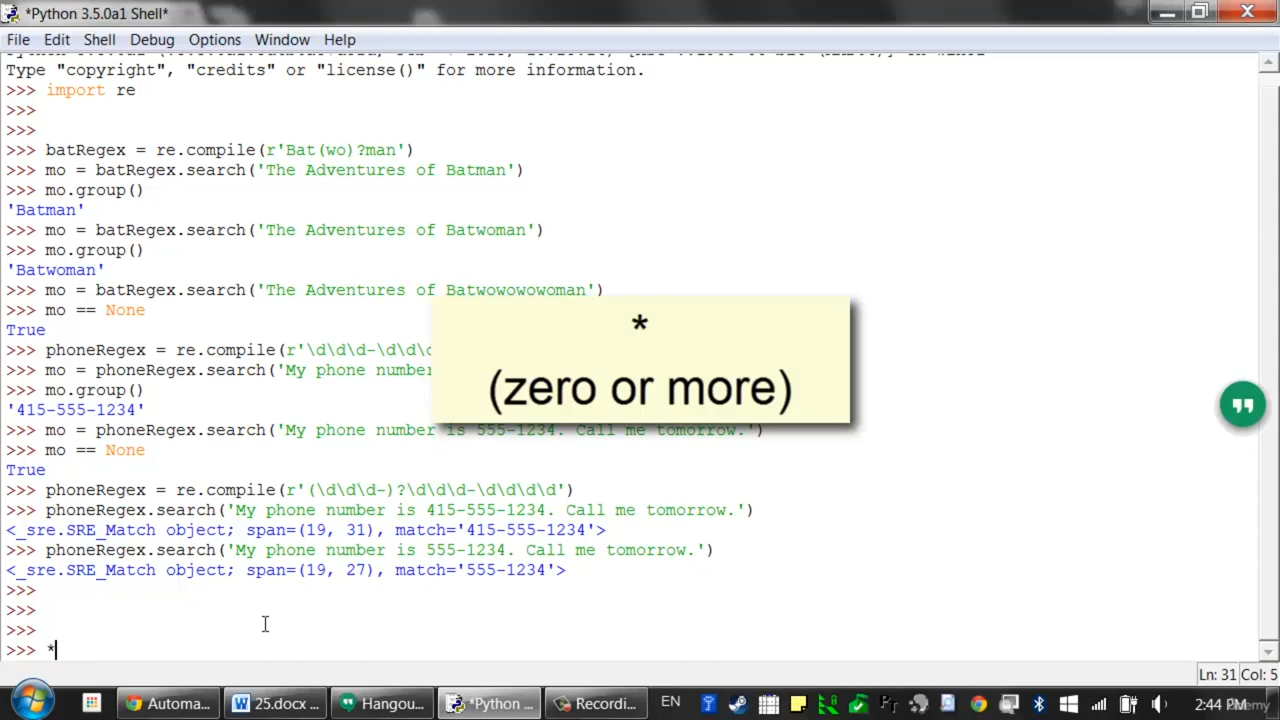 *Python 3.5.0a1 Shell*
File Edit Shell Debug Options Window Help
Type "copyright", "credits" or "license()" for more information.
>>> import re
>>>
>>>
>>> batRegex = re.compile(r'Bat(wo)?man')
>>> mo = batRegex.search('The Adventures of Batman')
>>> mo.group()
'Batman'
>>> mo = batRegex.search('The Adventures of Batwoman')
>>> mo.group()
'Batwoman'
>>> mo = batRegex.search('The Adventures of Batwowowowoman')
>>> mo == None
True
>>> phoneRegex = re.compile(r'\d\d\d-\d\d\d
>>> mo = phoneRegex.search('My phone number
>>> mo.group()
'415-555-1234'
>>> mo = phoneRegex.search('My phone number is 555-1234. Call me tomorrow.')
>>> mo == None
True
>>> phoneRegex = re.compile(r'(\d\d\d-)?\d\d\d-\d\d\d\d')
>>> phoneRegex.search('My phone number is 415-555-1234. Call me tomorrow.')
<_sre.SRE_Match object; span=(19, 31), match='415-555-1234'>
>>> phoneRegex.search('My phone number is 555-1234. Call me tomorrow.')
<_sre.SRE_Match object; span=(19, 27), match='555-1234'>
>>>
>>>
>>>
>>> *
*
(zero or more)
Ln: 31 Col: 5
Automa... 25.docx ... Hangou... *Python ... Recordi... EN 2:44 PM